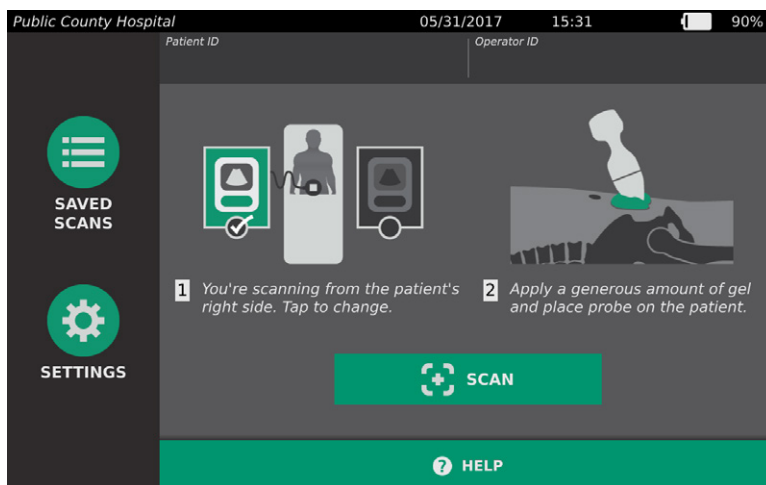 Public County Hospital 05/31/2017 15:31 90%
Patient ID
Operator ID
SAVED
SCANS
1 You're scanning from the patient's
right side. Tap to change.
2 Apply a generous amount of gel
and place probe on the patient.
SETTINGS
SCAN
? HELP